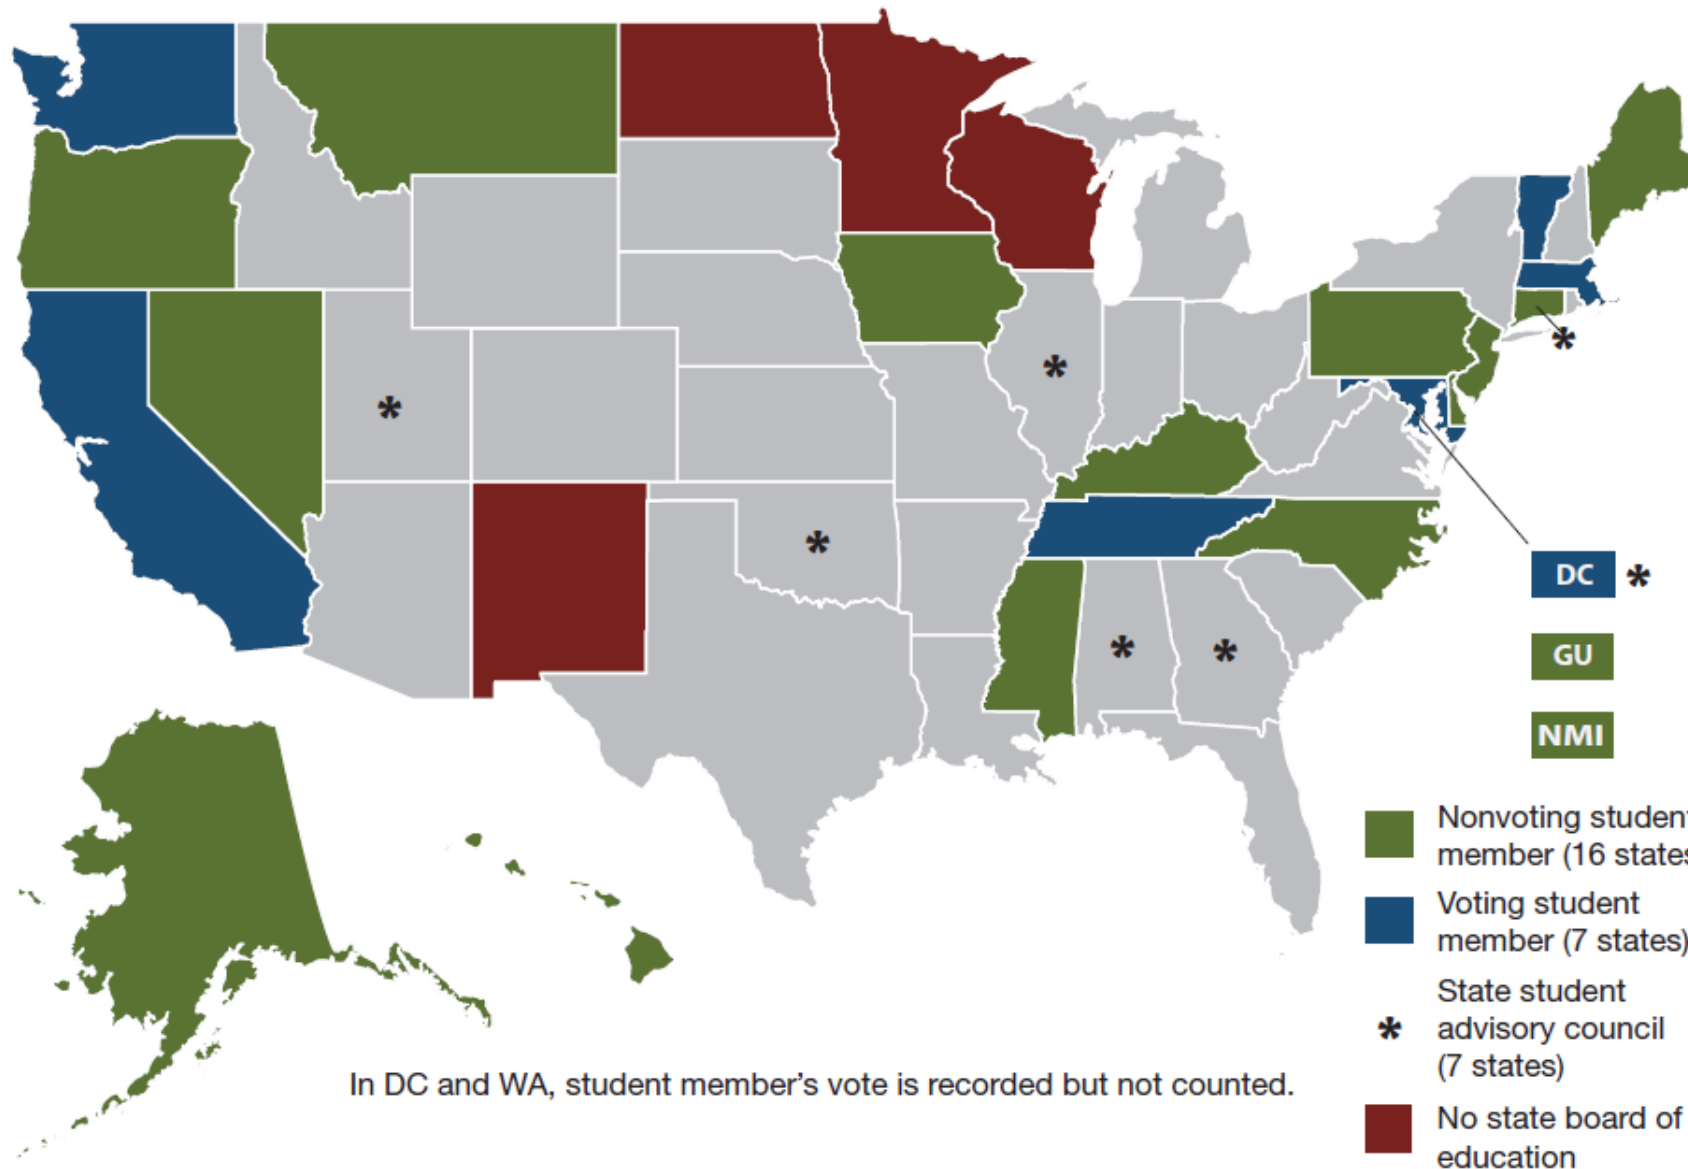 *
*
*
*
*
*
DC *
GU
NMI
Nonvoting student
member (16 states
Voting student
member (7 states)
State student
* advisory council
(7 states)
In DC and WA, student member's vote is recorded but not counted.
No state board of
education